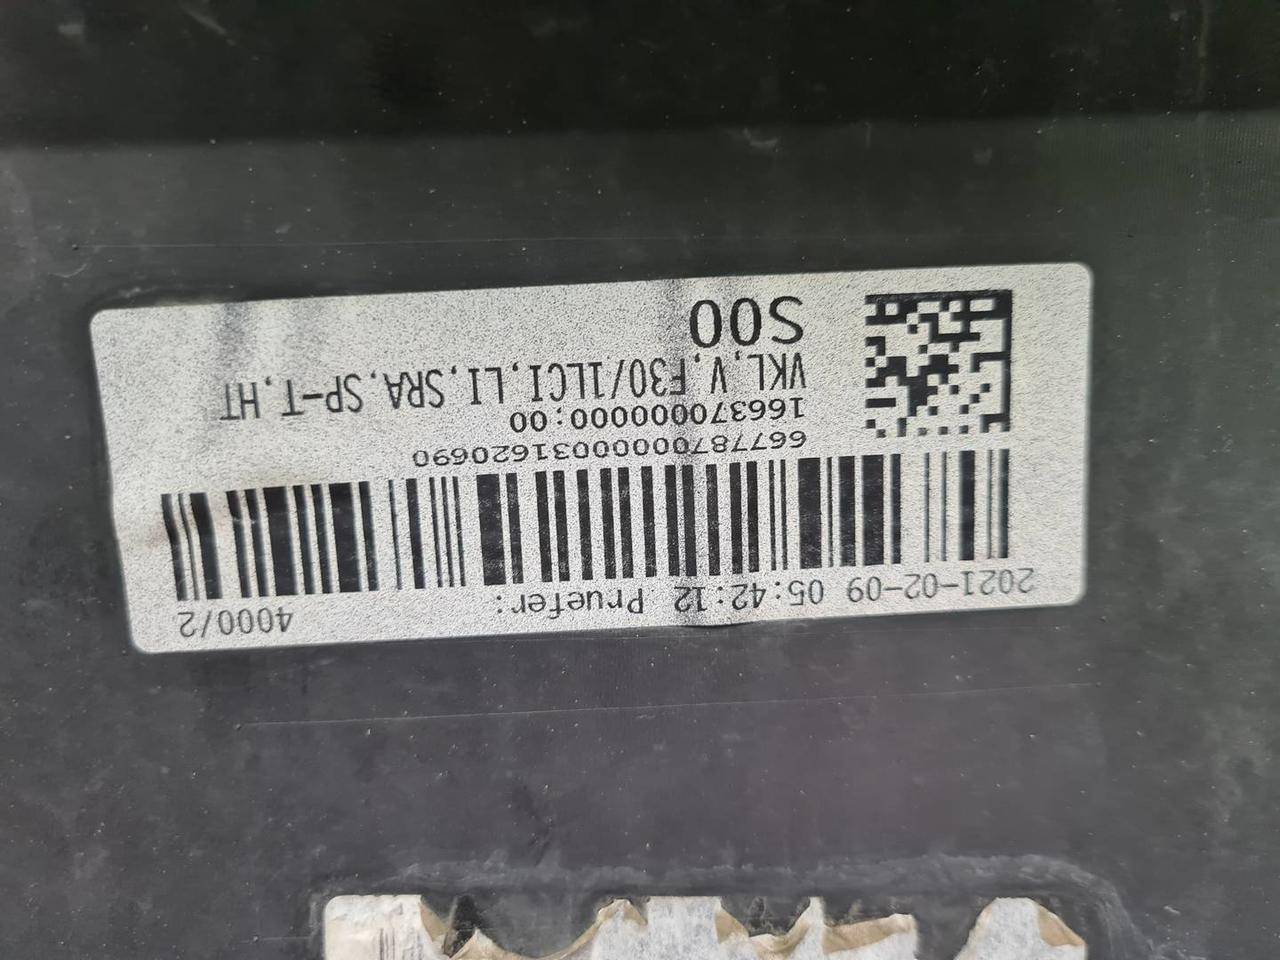 2021-02-09 05:42:12 Pruefer: 4000/2
6677870000031620690
16637000000:00
VKL,V,F30/1LCI,LI,SRA,SP-T,HT
S00